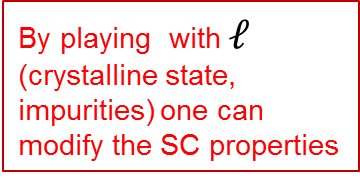 By playing with ℓ
(crystalline state,
impurities) one can
modify the SC properties